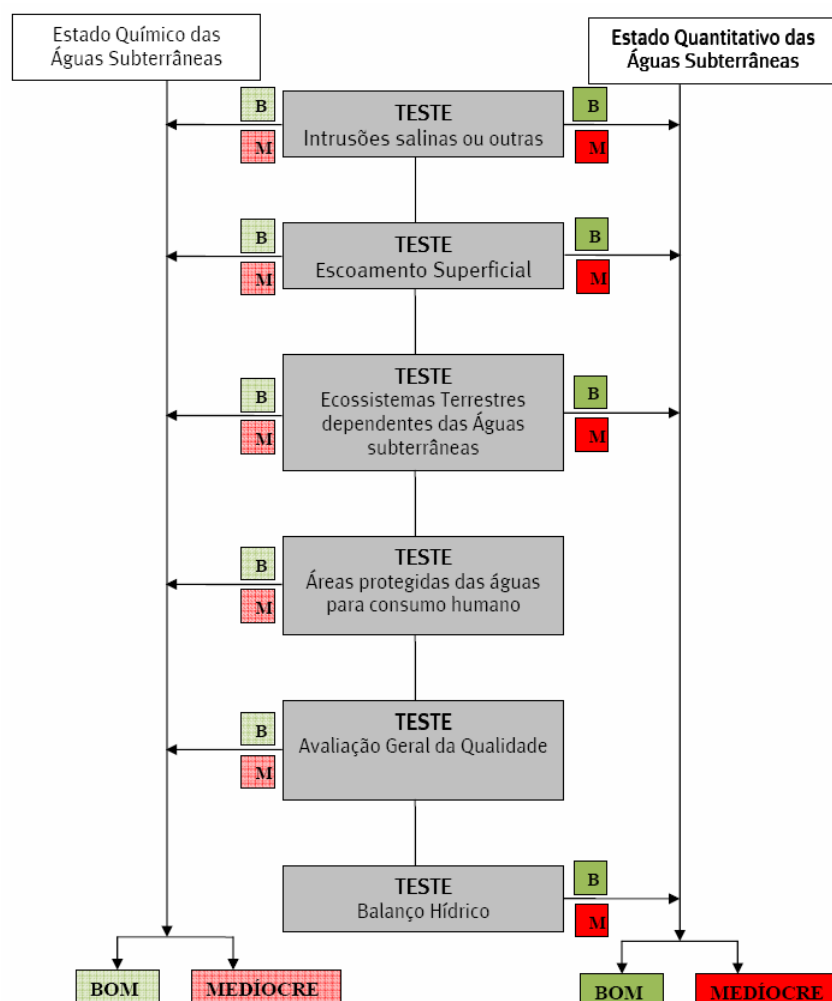 Estado Químico das
Águas Subterrâneas
Estado Quantitativo das
Águas Subterrâneas
B
M
TESTE
Intrusões salinas ou outras
B
M
B
M
TESTE
Escoamento Superficial
B
M
B
M
TESTE
Ecossistemas Terrestres
dependentes das Águas
subterrâneas
B
M
B
M
TESTE
Áreas protegidas das águas
para consumo humano
B
M
TESTE
Avaliação Geral da Qualidade
TESTE
Balanço Hídrico
B
M
BOM
MEDÍOCRE
BOM
MEDÍOCRE